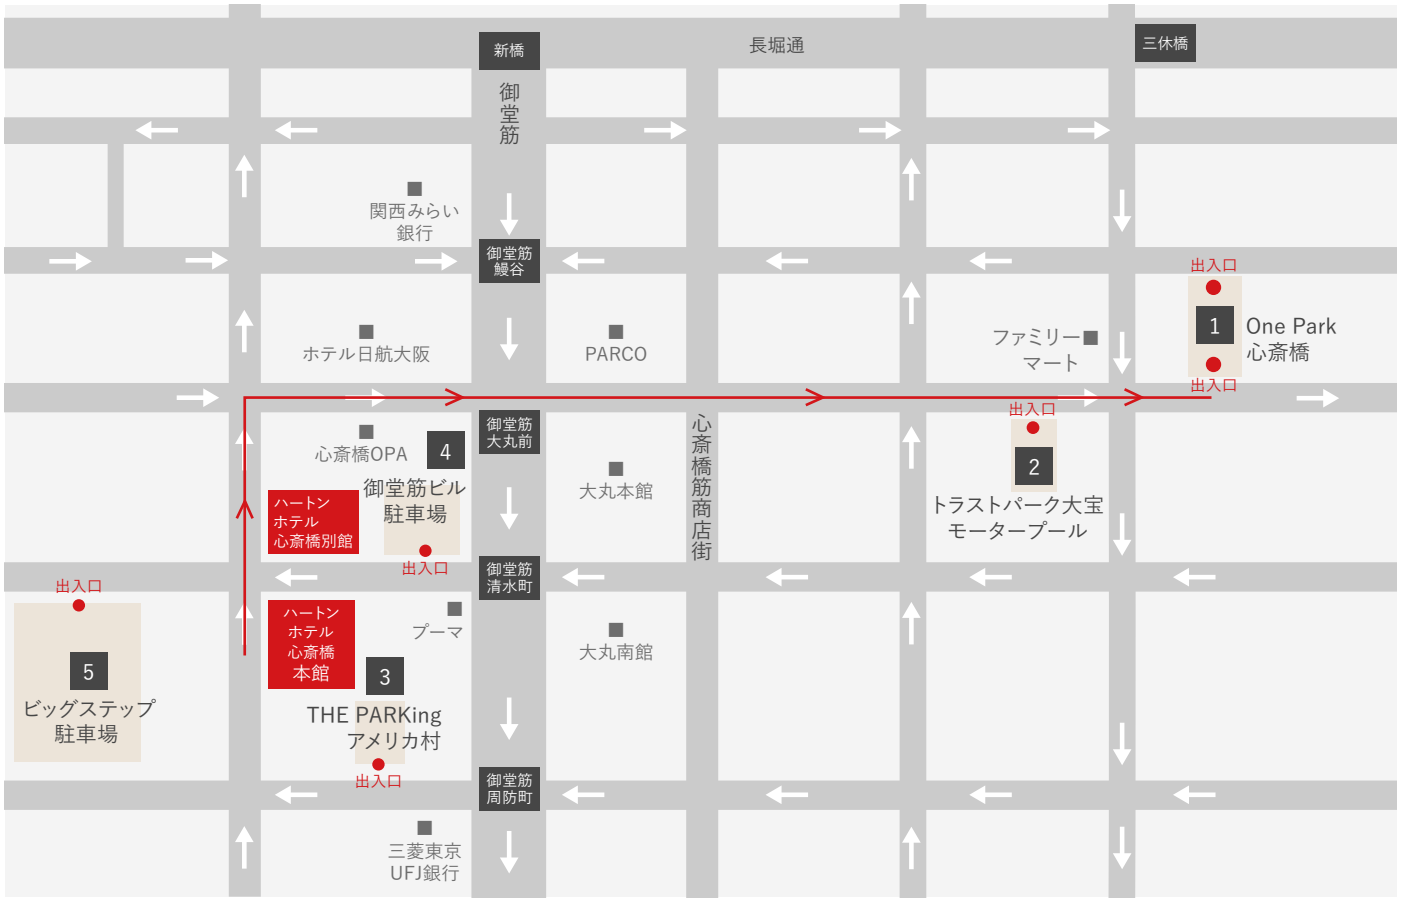 新橋
長堀通
三休橋
御堂筋
関西みらい
銀行
御堂筋
鰻谷
出入口
1
One Park
心斎橋
出入口
ホテル日航大阪
PARCO
ファミリー
マート
心斎橋OPA
4
御堂筋
大丸前
出入口
2
トラストパーク大宝
モータープール
心斎橋筋商店街
大丸本館
御堂筋ビル
駐車場
出入口
ハートン
ホテル
心斎橋別館
御堂筋
清水町
出入口
5
ビッグステップ
駐車場
ハートン
ホテル
心斎橋
本館
プーマ
大丸南館
3
THE PARKing
アメリカ村
出入口
御堂筋
周防町
三菱東京
UFJ銀行